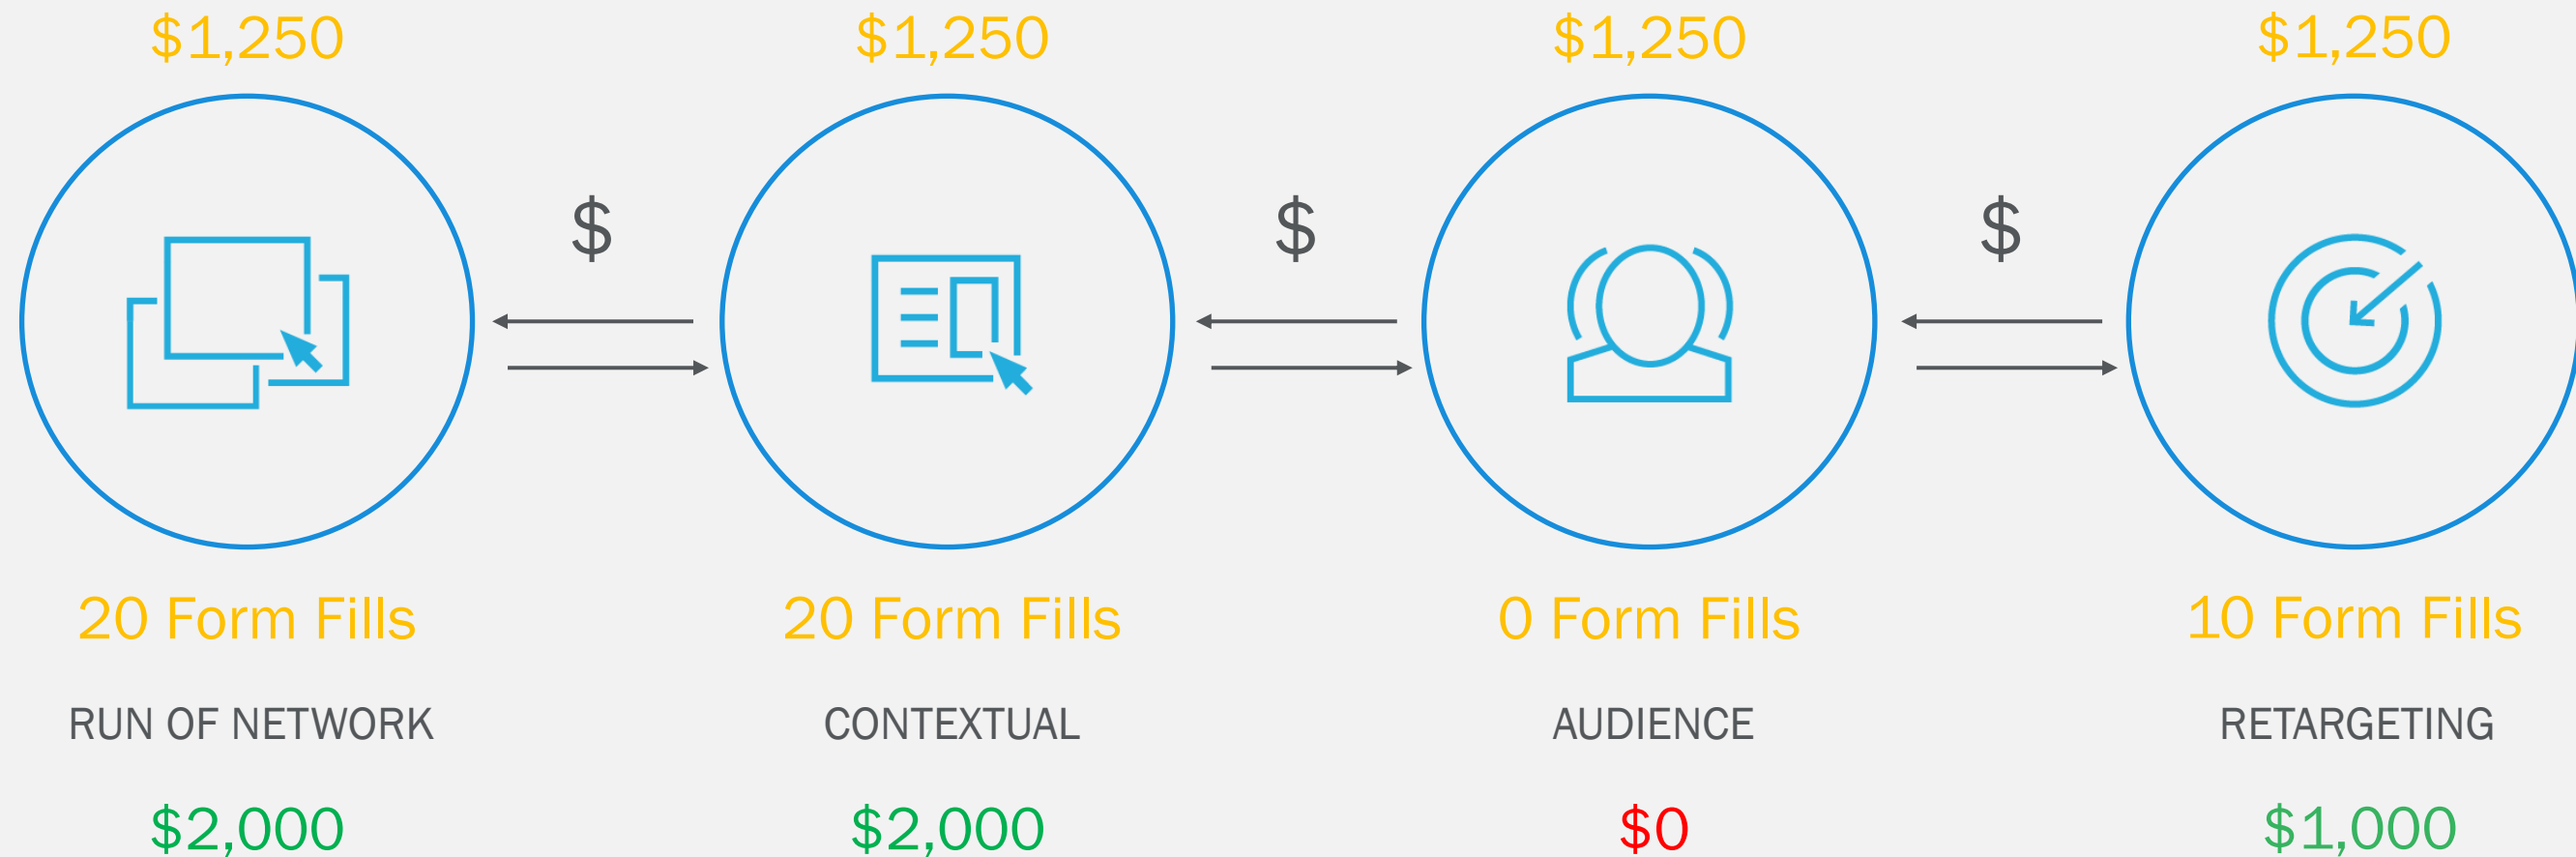 $1,250
$1,250
$1,250
$1,250
$
$
$
20 Form Fills
20 Form Fills
0 Form Fills
10 Form Fills
RUN OF NETWORK
CONTEXTUAL
AUDIENCE
RETARGETING
$2,000
$2,000
$0
$1,000